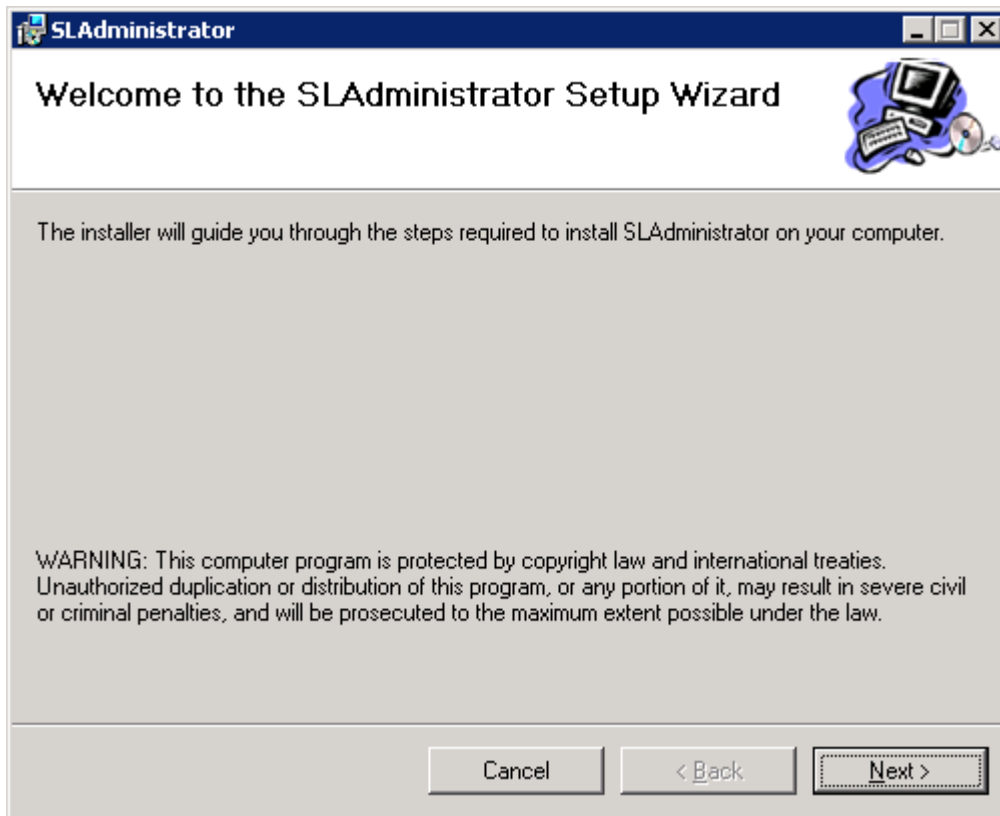 SLAdministrator
Welcome to the SLAdministrator Setup Wizard
The installer will guide you through the steps required to install SLAdministrator on your computer.
WARNING: This computer program is protected by copyright law and international treaties.
Unauthorized duplication or distribution of this program, or any portion of it, may result in severe civil
or criminal penalties, and will be prosecuted to the maximum extent possible under the law.
Cancel < Back Next >